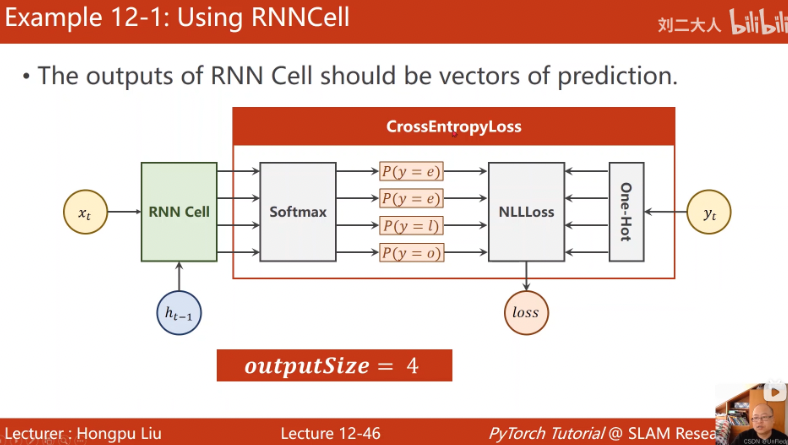 Example 12-1: Using RNNCell
刘二大人 bilibili
• The outputs of RNN Cell should be vectors of prediction.
CrossEntropyLoss
x_t
RNN Cell
Softmax
P(y = e)
P(y = e)
P(y = l)
P(y = o)
NLLLoss
One-Hot
y_t
h_{t-1}
loss
outputSize = 4
Lecturer : Hongpu Liu
Lecture 12-46
PyTorch Tutorial @ SLAM Resea